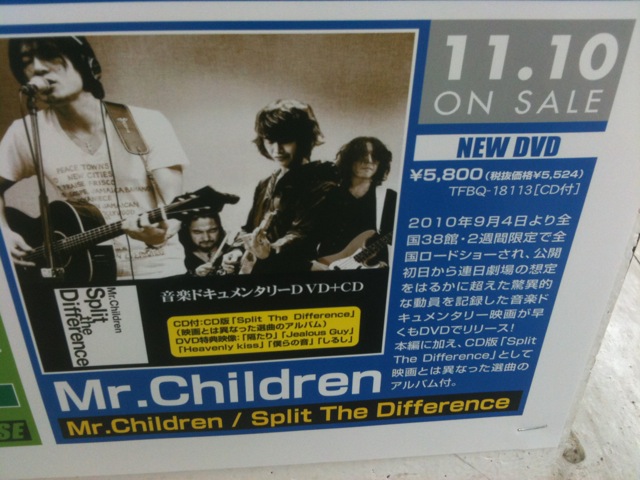 11.10
ON SALE
NEW DVD
¥5,800(税抜価格¥5,524)
TFBQ-18113[CD付]
2010年9月4日より全
国38館・2週間限定で全
国ロードショーされ、公開
初日から連日劇場の想定
をはるかに超えた驚異的
な動員を記録した音楽ド
キュメンタリー映画が早
くもDVDでリリース!
本編に加え、CD版「Split
The Difference」として
映画とは異なった選曲の
アルバム付。
PEACE TOWN
NEW CITIES
音楽ドキュメンタリーDVD+CD
Mr.Children
Split
The
Difference
CD付:CD版「Split The Difference」
(映画とは異なった選曲のアルバム)
DVD特典映像:「隔たり」「Jealous Guy」
「Heavenly kiss」「僕らの音」「しるし」
Mr.Children
Mr.Children / Split The Difference
SE